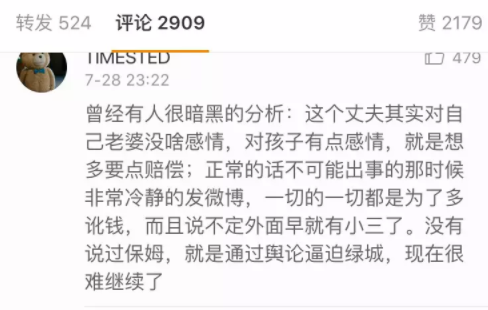 转发 524 评论 2909 赞 2179
TIMESTED 479
7-28 23:22
曾经有人很暗黑的分析：这个丈夫其实对自
己老婆没啥感情，对孩子有点感情，就是想
多要点赔偿；正常的话不可能出事的那时候
非常冷静的发微博，一切的一切都是为了多
讹钱，而且说不定外面早就有小三了。没有
说过保姆，就是通过舆论逼迫绿城，现在很
难继续了